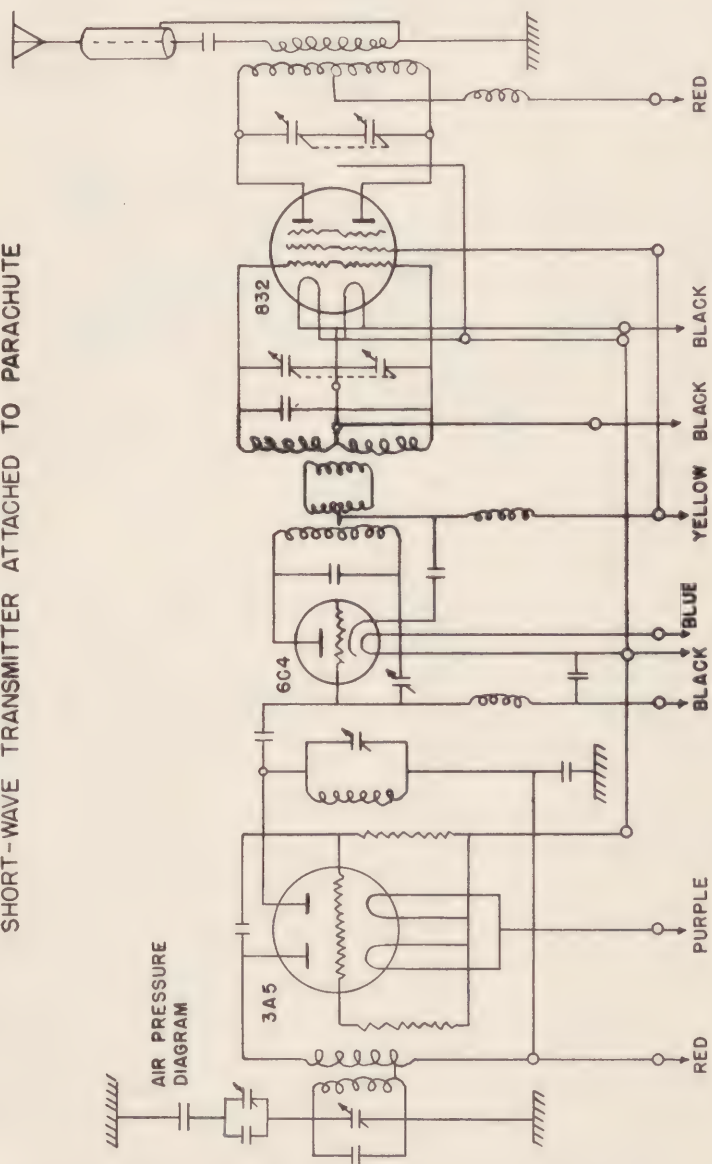 SHORT-WAVE TRANSMITTER ATTACHED TO PARACHUTE
AIR PRESSURE
DIAGRAM
3A5
6C4
832
RED
PURPLE
BLACK
BLUE
YELLOW
BLACK
BLACK
RED